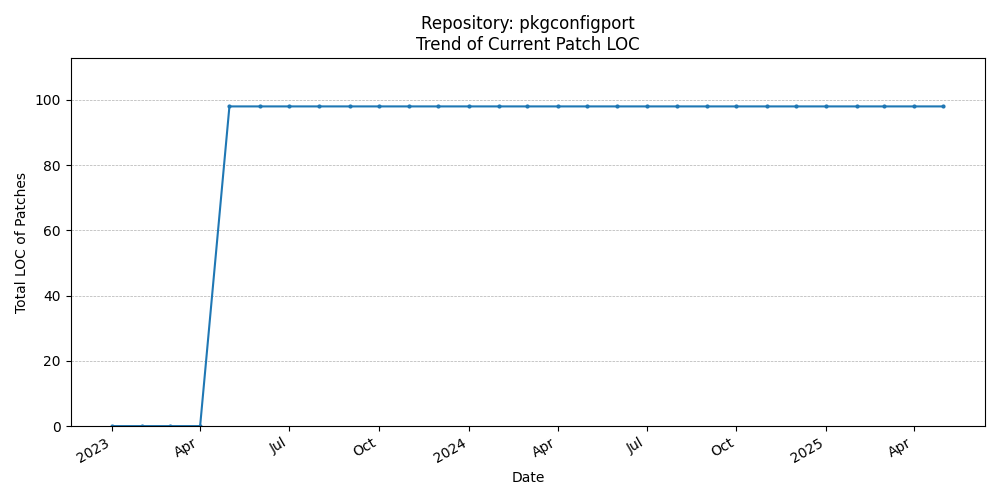 Repository: pkgconfigport
Trend of Current Patch LOC
Total LOC of Patches
100
80
60
40
20
0
2023
Apr
Jul
Oct
2024
Apr
Jul
Oct
2025
Apr
Date